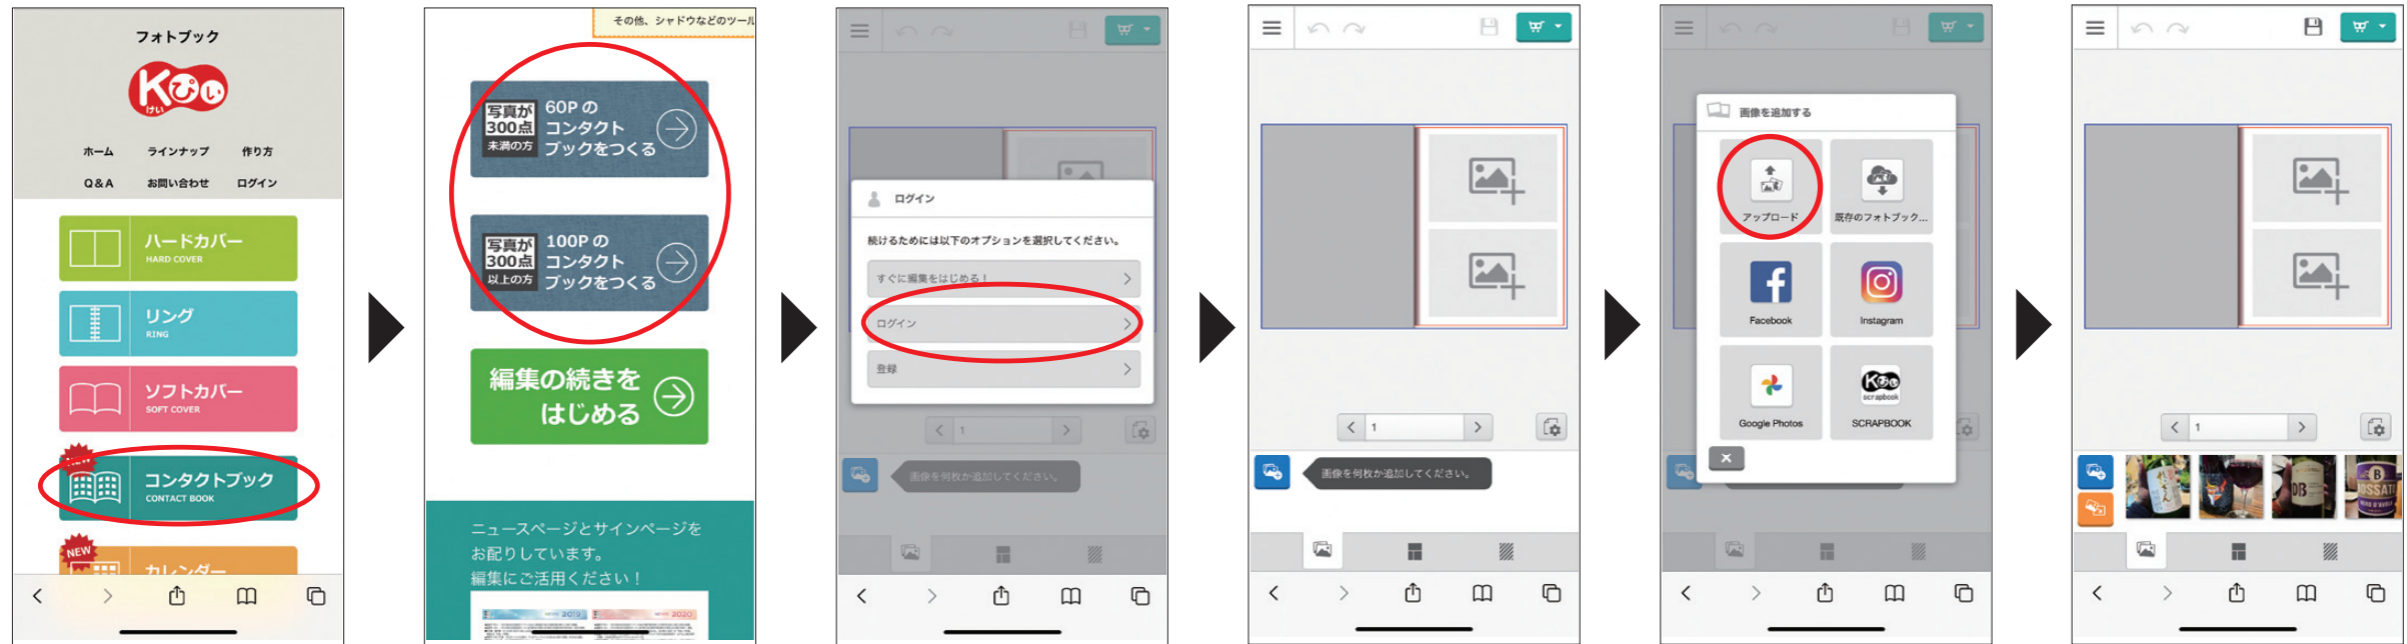 フォトブック
Kぴぃ
けい
ホーム ラインナップ 作り方
Q&A お問い合わせ ログイン
ハードカバー
HARD COVER
リング
RING
ソフトカバー
SOFT COVER
NEW
コンタクトブック
CONTACT BOOK
NEW
カレンダー
その他、シャドウなどのツール
写真が
300点
未満の方
60P の
コンタクト
ブックをつくる
写真が
300点
以上の方
100P の
コンタクト
ブックをつくる
編集の続きを
はじめる
ニュースページとサインページを
お配りしています。
編集にご活用ください！
2019
2020
ログイン
続けるためには以下のオプションを選択してください。
すぐに編集をはじめる！
ログイン
登録
1
画像を何枚か追加してください。
1
画像を何枚か追加してください。
画像を追加する
アップロード
既存のフォトブック...
Facebook
Instagram
Google Photos
Kぴぃ
scrapbook
SCRAPBOOK
1
DB
B
BOSSATI